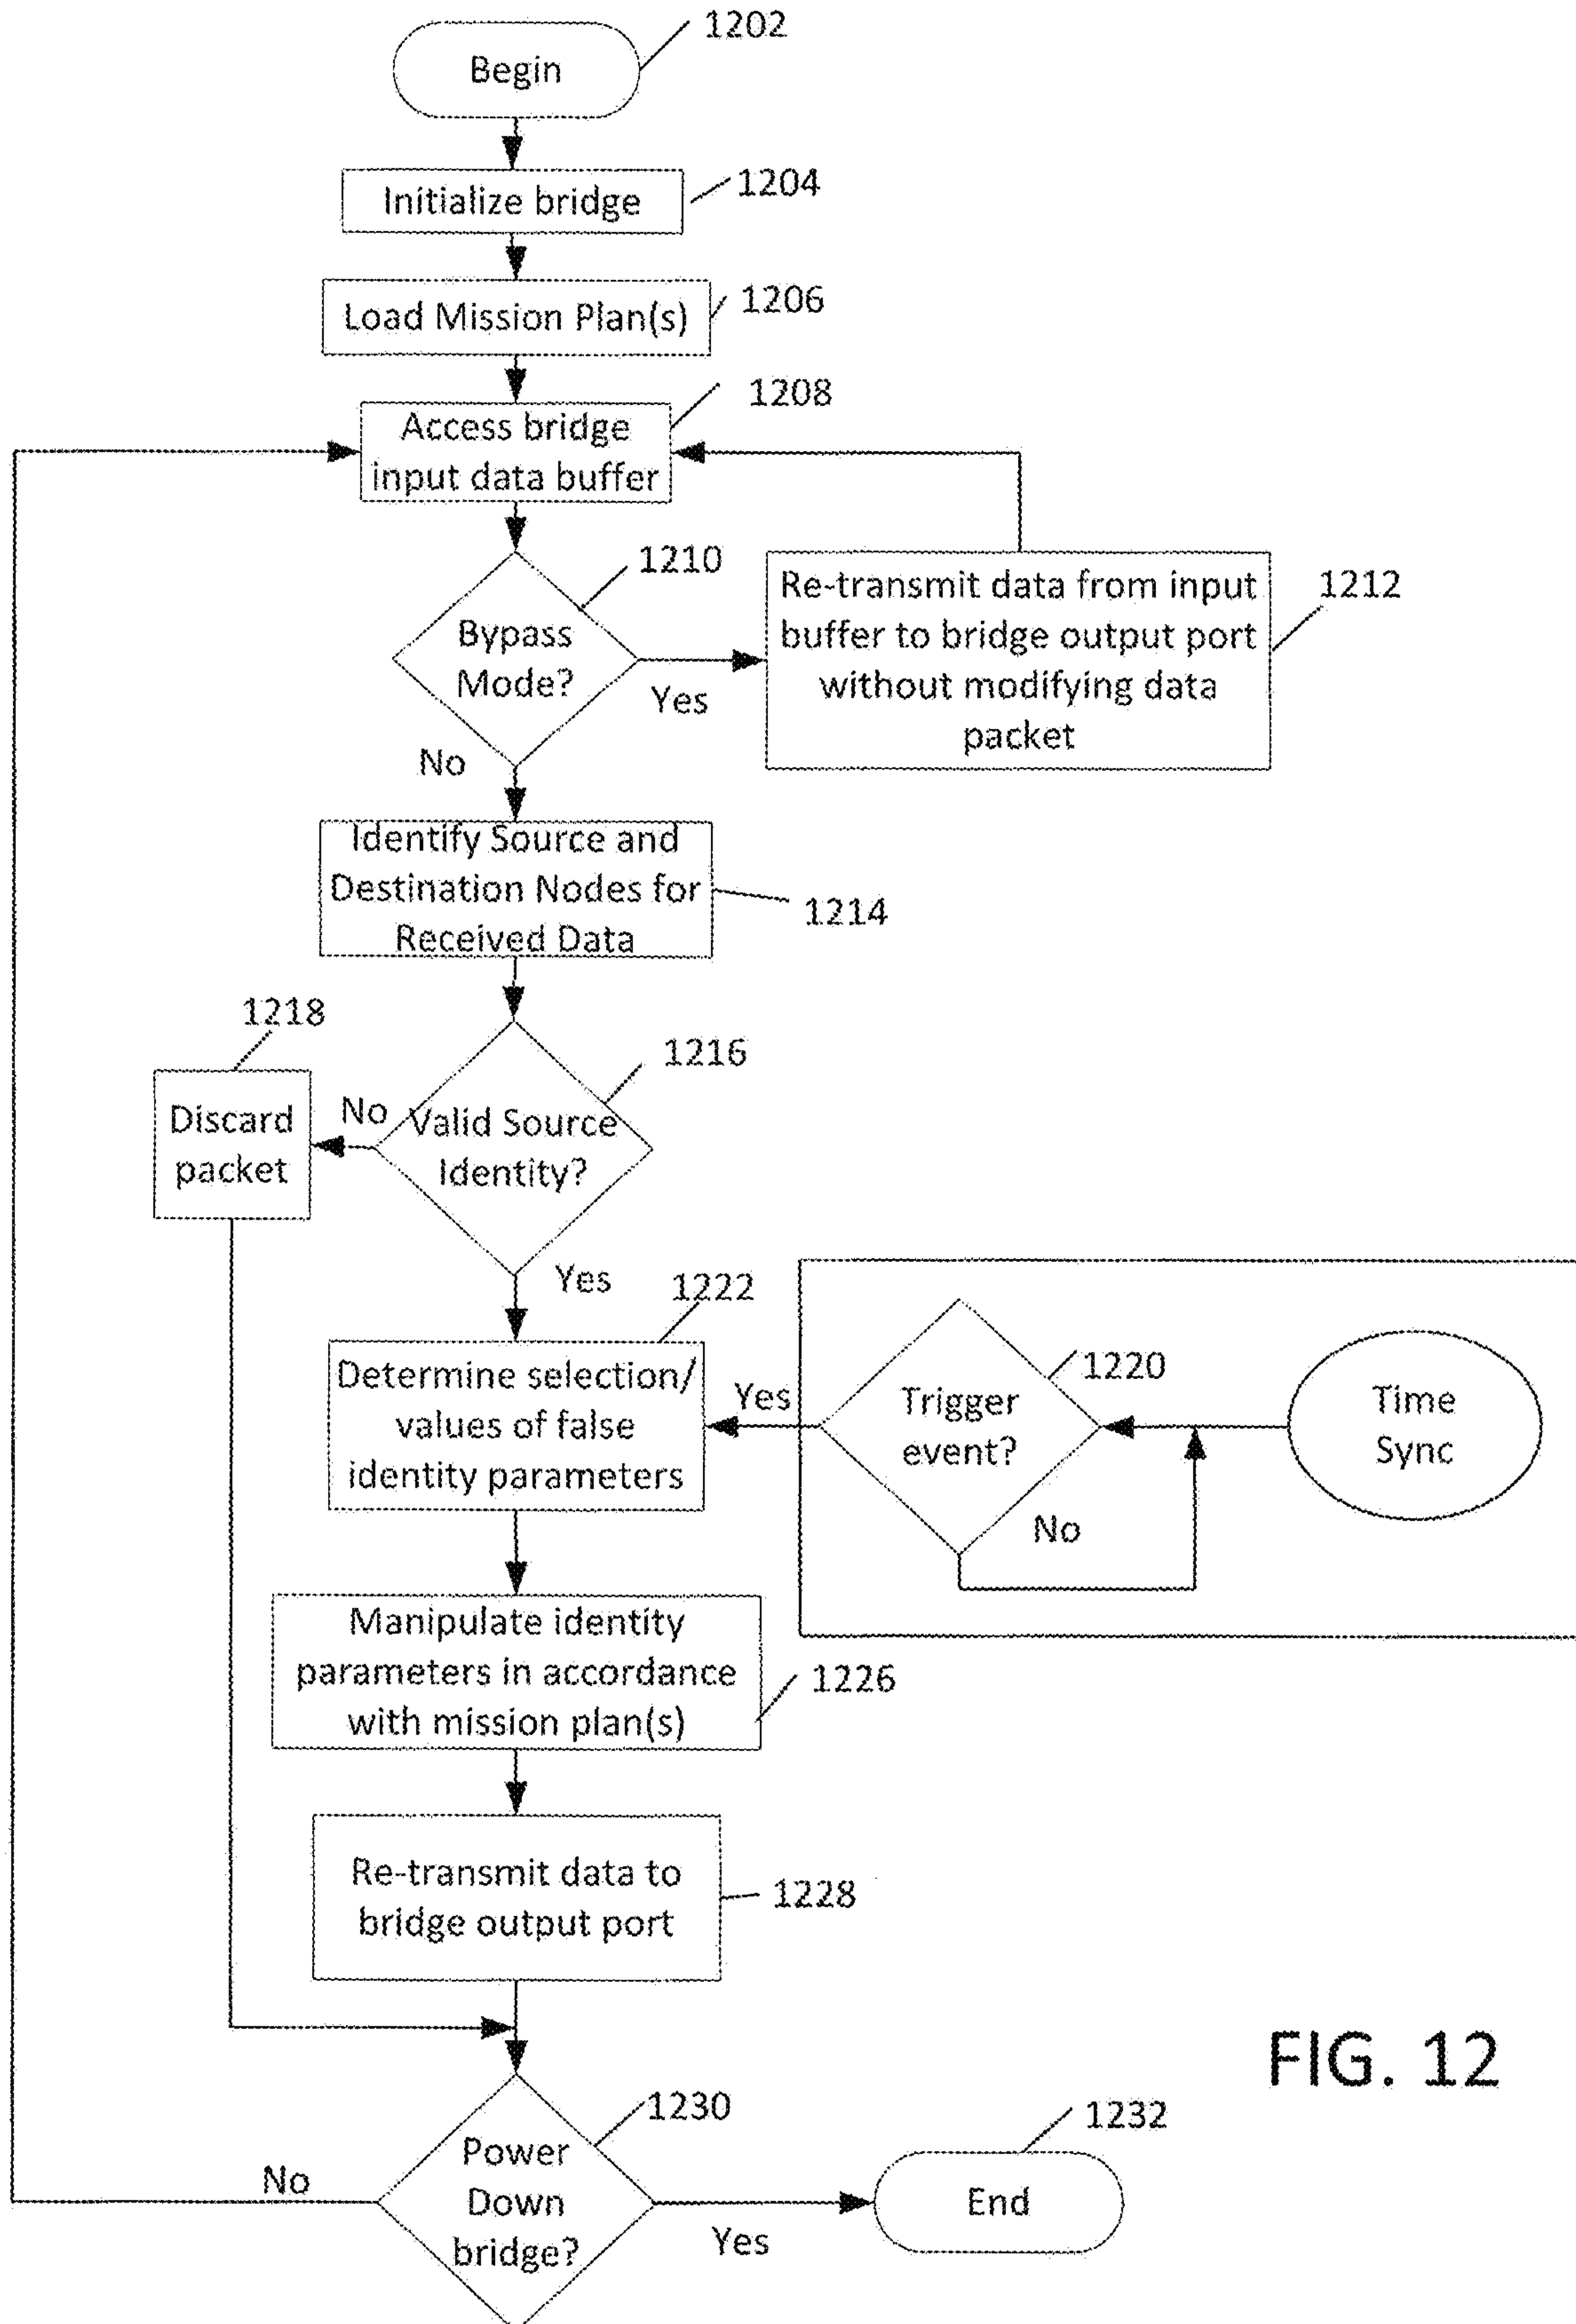 1202
Begin
1204
Initialize bridge
1206
Load Mission Plan(s)
1208
Access bridge
input data buffer
1210
Bypass
Mode?
Yes
No
1212
Re-transmit data from input
buffer to bridge output port
without modifying data
packet
Identify Source and
Destination Nodes for
Received Data
1214
1218
Discard
packet
No
1216
Valid Source
Identity?
Yes
1222
Determine selection/
values of false
identity parameters
Yes
1220
Trigger
event?
No
Time
Sync
Manipulate identity
parameters in accordance
with mission plan(s)
1226
Re-transmit data to
bridge output port
1228
1230
Power
Down
bridge?
No
Yes
1232
End
FIG. 12